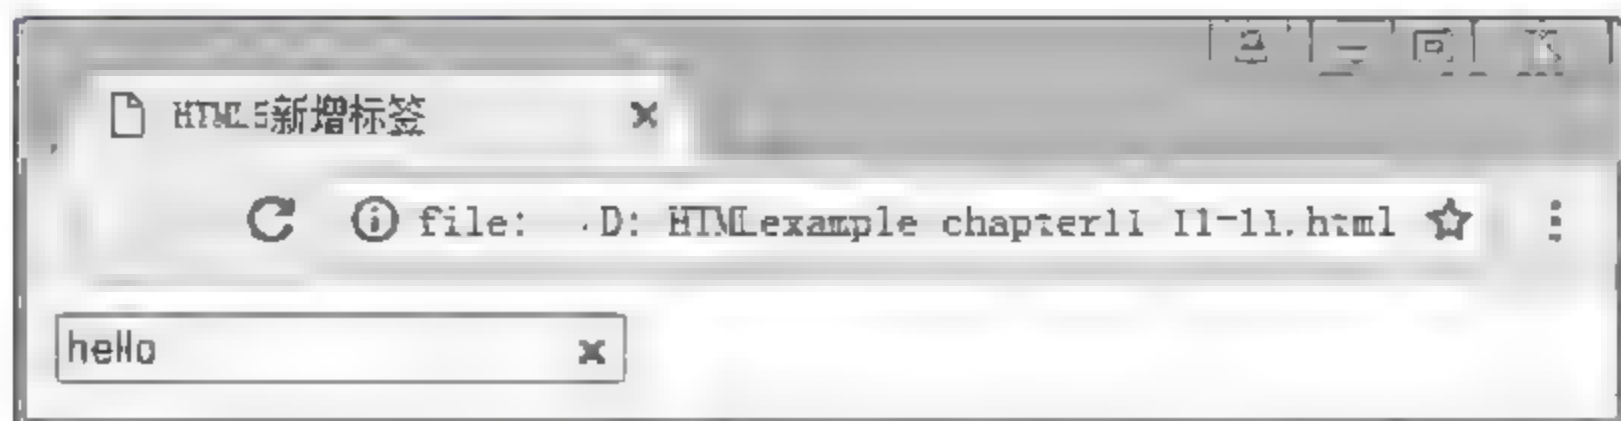 HTML5新增标签
file: D: HTMLexample chapter11 11-11.html
hello